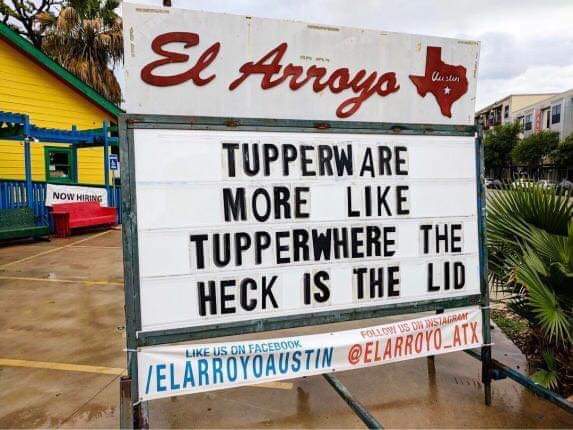 El Arroyo
Austin
TUPPERWARE
MORE LIKE
TUPPERWHERE THE
HECK IS THE LID
NOW HIRING
LIKE US ON FACEBOOK
/ELARROYOAUSTIN
FOLLOW US ON INSTAGRAM
@ELARROYO_ATX